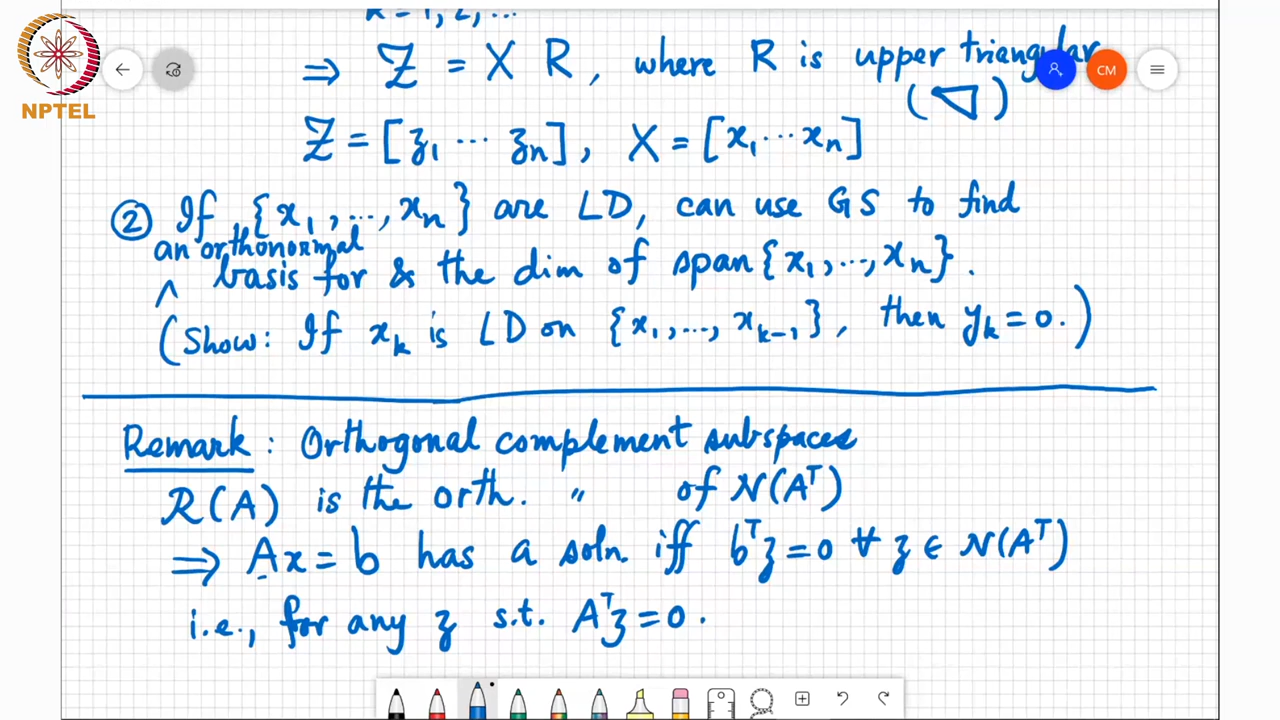 k=1,2,...
⇒ Z = X R, where R is upper triangular
NPTEL
CM
( )
Z = [z₁ ⋯ zₙ], X = [x₁ ⋯ xₙ]
② If {x₁,...,xₙ} are LD, can use GS to find
an orthonormal
basis for & the dim of span{x₁,...,xₙ}.
(Show: If xₖ is LD on {x₁,..., xₖ₋₁}, then yₖ=0.)
Remark: Orthogonal complement subspaces
R(A) is the orth. " of N(Aᵀ)
⇒ Ax = b has a soln. iff bᵀz = 0 ∀ z ∈ N(Aᵀ)
i.e., for any z s.t. Aᵀz = 0.